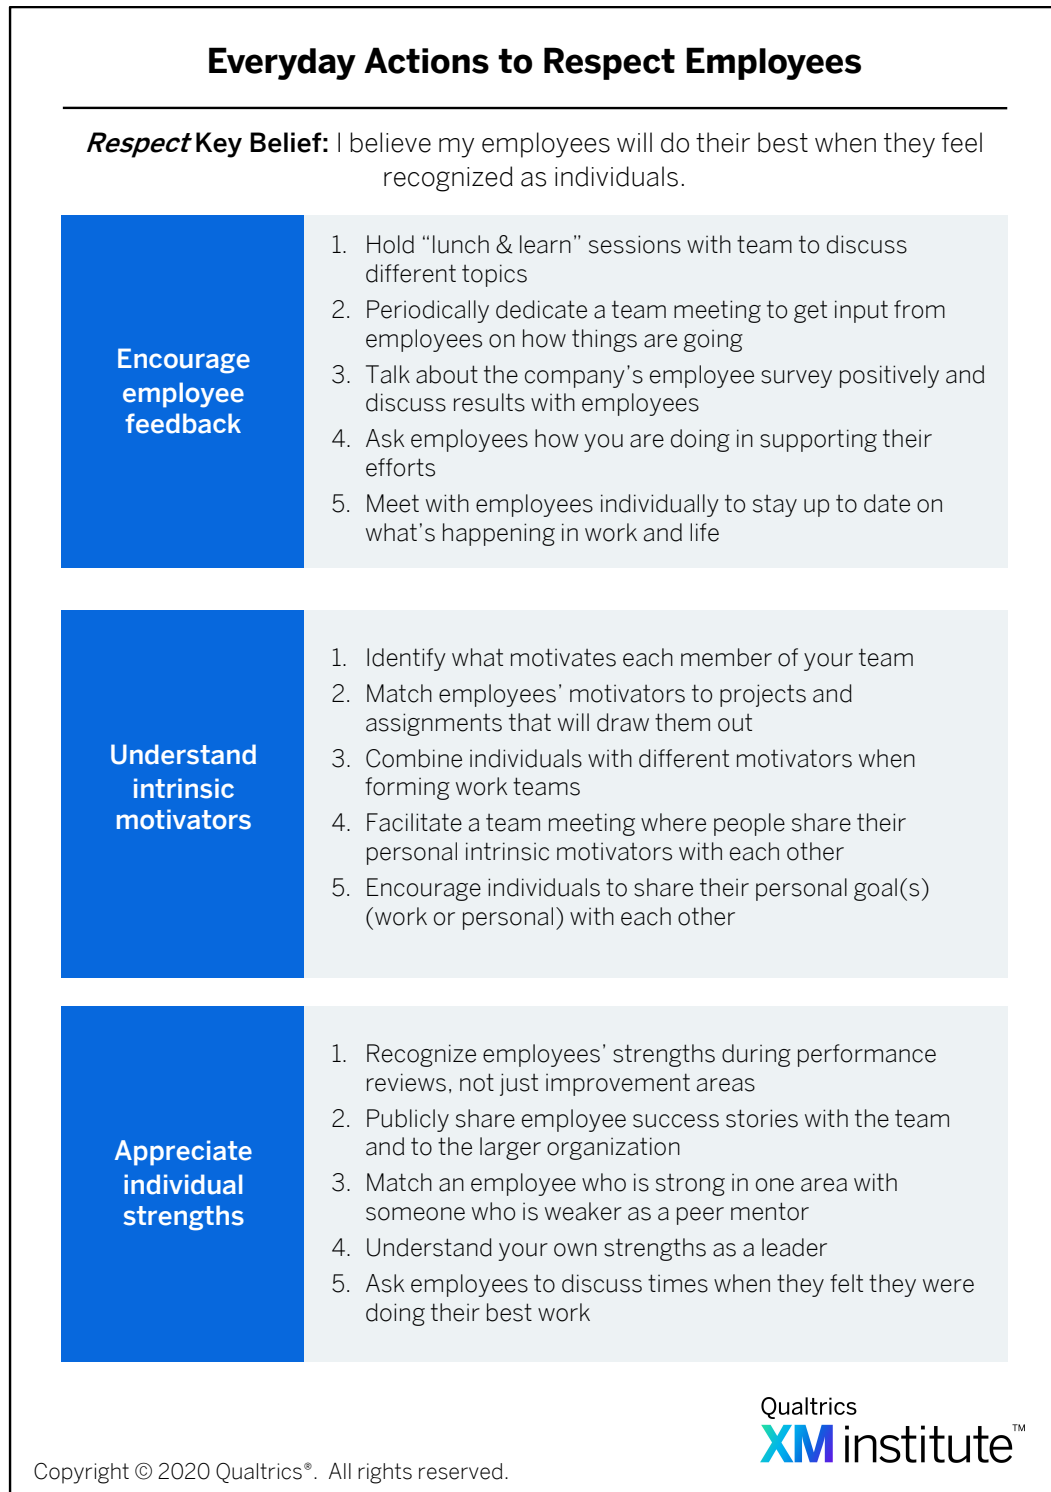 Everyday Actions to Respect Employees
Respect Key Belief: I believe my employees will do their best when they feel
recognized as individuals.
Encourage
employee
feedback
1. Hold “lunch & learn” sessions with team to discuss
different topics
2. Periodically dedicate a team meeting to get input from
employees on how things are going
3. Talk about the company’s employee survey positively and
discuss results with employees
4. Ask employees how you are doing in supporting their
efforts
5. Meet with employees individually to stay up to date on
what’s happening in work and life
Understand
intrinsic
motivators
1. Identify what motivates each member of your team
2. Match employees’ motivators to projects and
assignments that will draw them out
3. Combine individuals with different motivators when
forming work teams
4. Facilitate a team meeting where people share their
personal intrinsic motivators with each other
5. Encourage individuals to share their personal goal(s)
(work or personal) with each other
Appreciate
individual
strengths
1. Recognize employees’ strengths during performance
reviews, not just improvement areas
2. Publicly share employee success stories with the team
and to the larger organization
3. Match an employee who is strong in one area with
someone who is weaker as a peer mentor
4. Understand your own strengths as a leader
5. Ask employees to discuss times when they felt they were
doing their best work
Qualtrics
XM institute™
Copyright © 2020 Qualtrics®. All rights reserved.